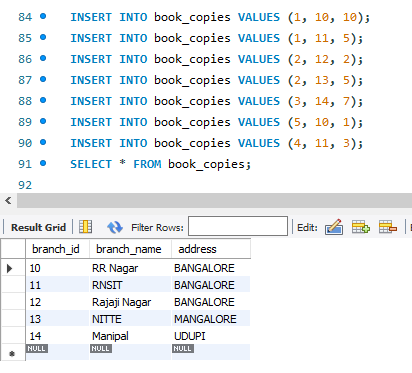 84 INSERT INTO book_copies VALUES (1, 10, 10);
85 INSERT INTO book_copies VALUES (1, 11, 5);
86 INSERT INTO book_copies VALUES (2, 12, 2);
87 INSERT INTO book_copies VALUES (2, 13, 5);
88 INSERT INTO book_copies VALUES (3, 14, 7);
89 INSERT INTO book_copies VALUES (5, 10, 1);
90 INSERT INTO book_copies VALUES (4, 11, 3);
91 SELECT * FROM book_copies;
92
Result Grid Filter Rows: Edit:
branch_id branch_name address
10 RR Nagar BANGALORE
11 RNSIT BANGALORE
12 Rajaji Nagar BANGALORE
13 NITTE MANGALORE
14 Manipal UDUPI
NULL NULL NULL